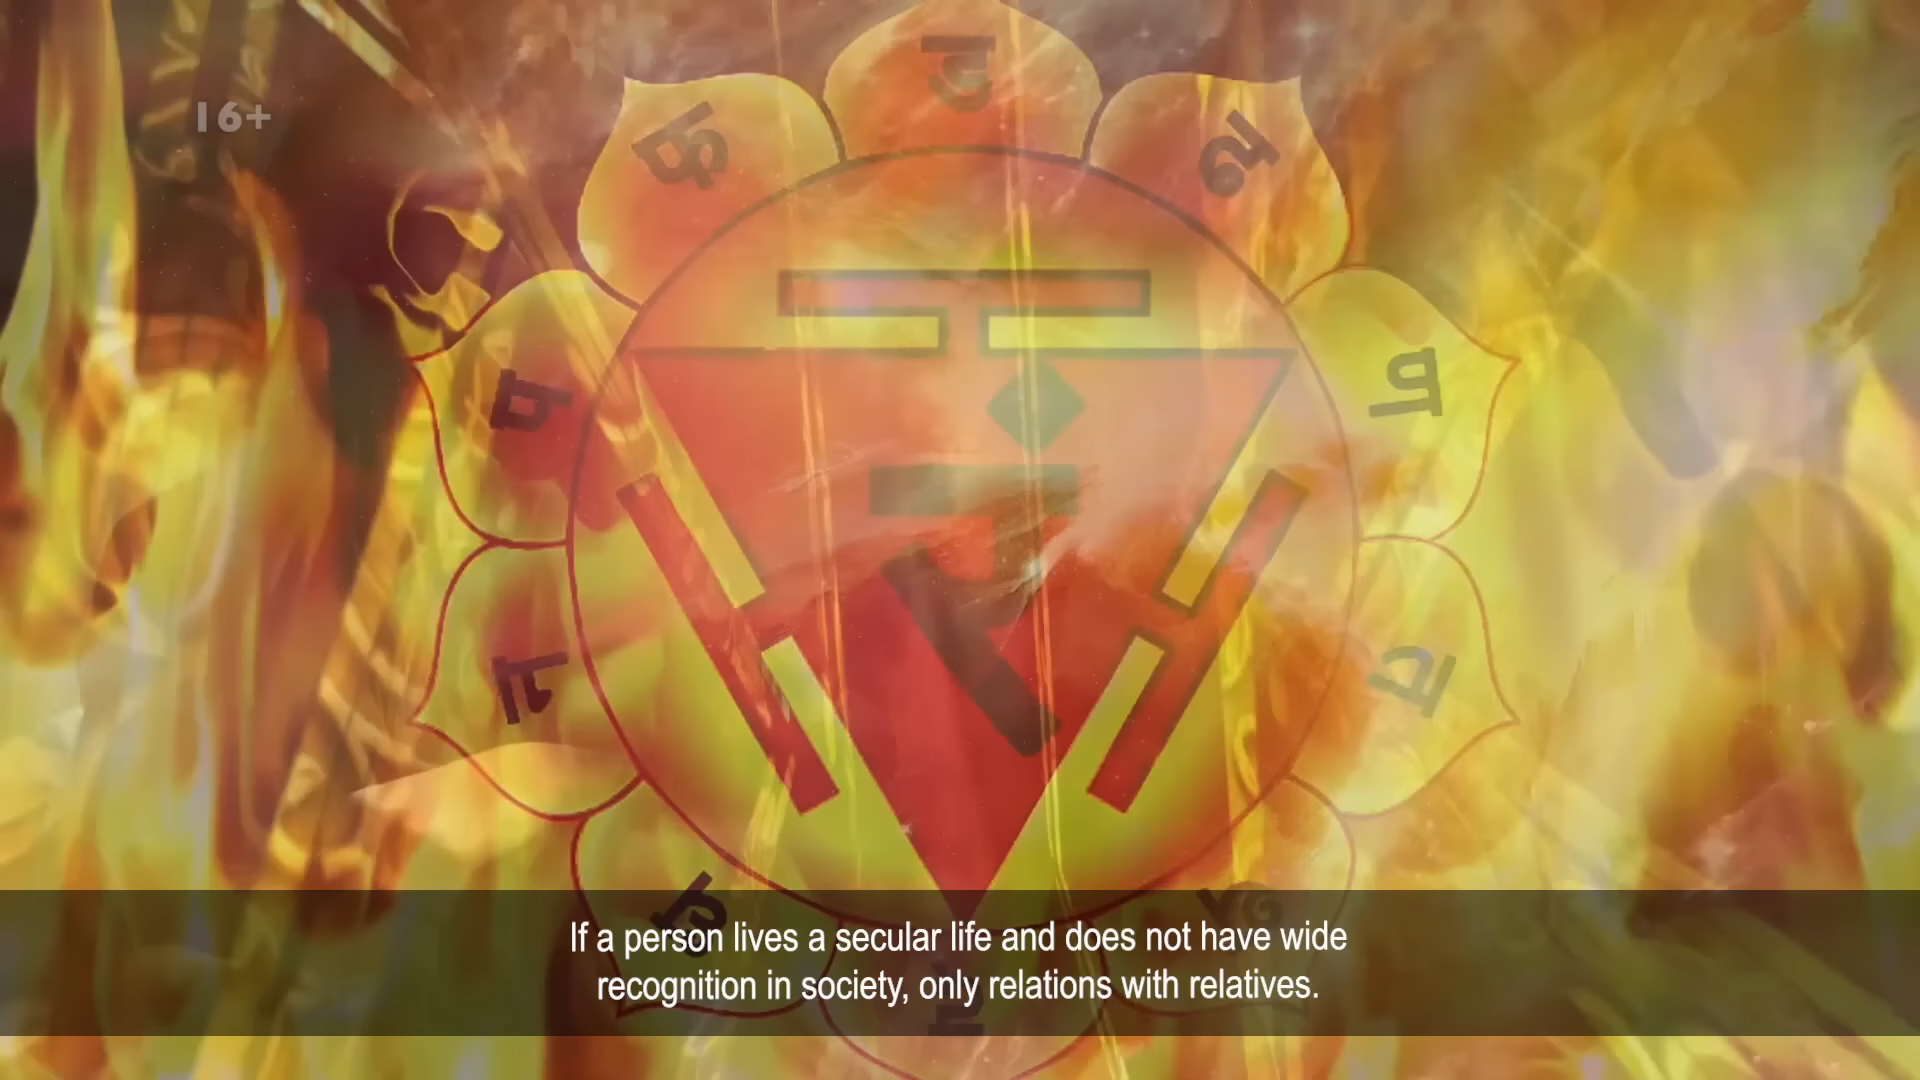 16+
ड
फ
प
रं
If a person lives a secular life and does not have wide
recognition in society, only relations with relatives.